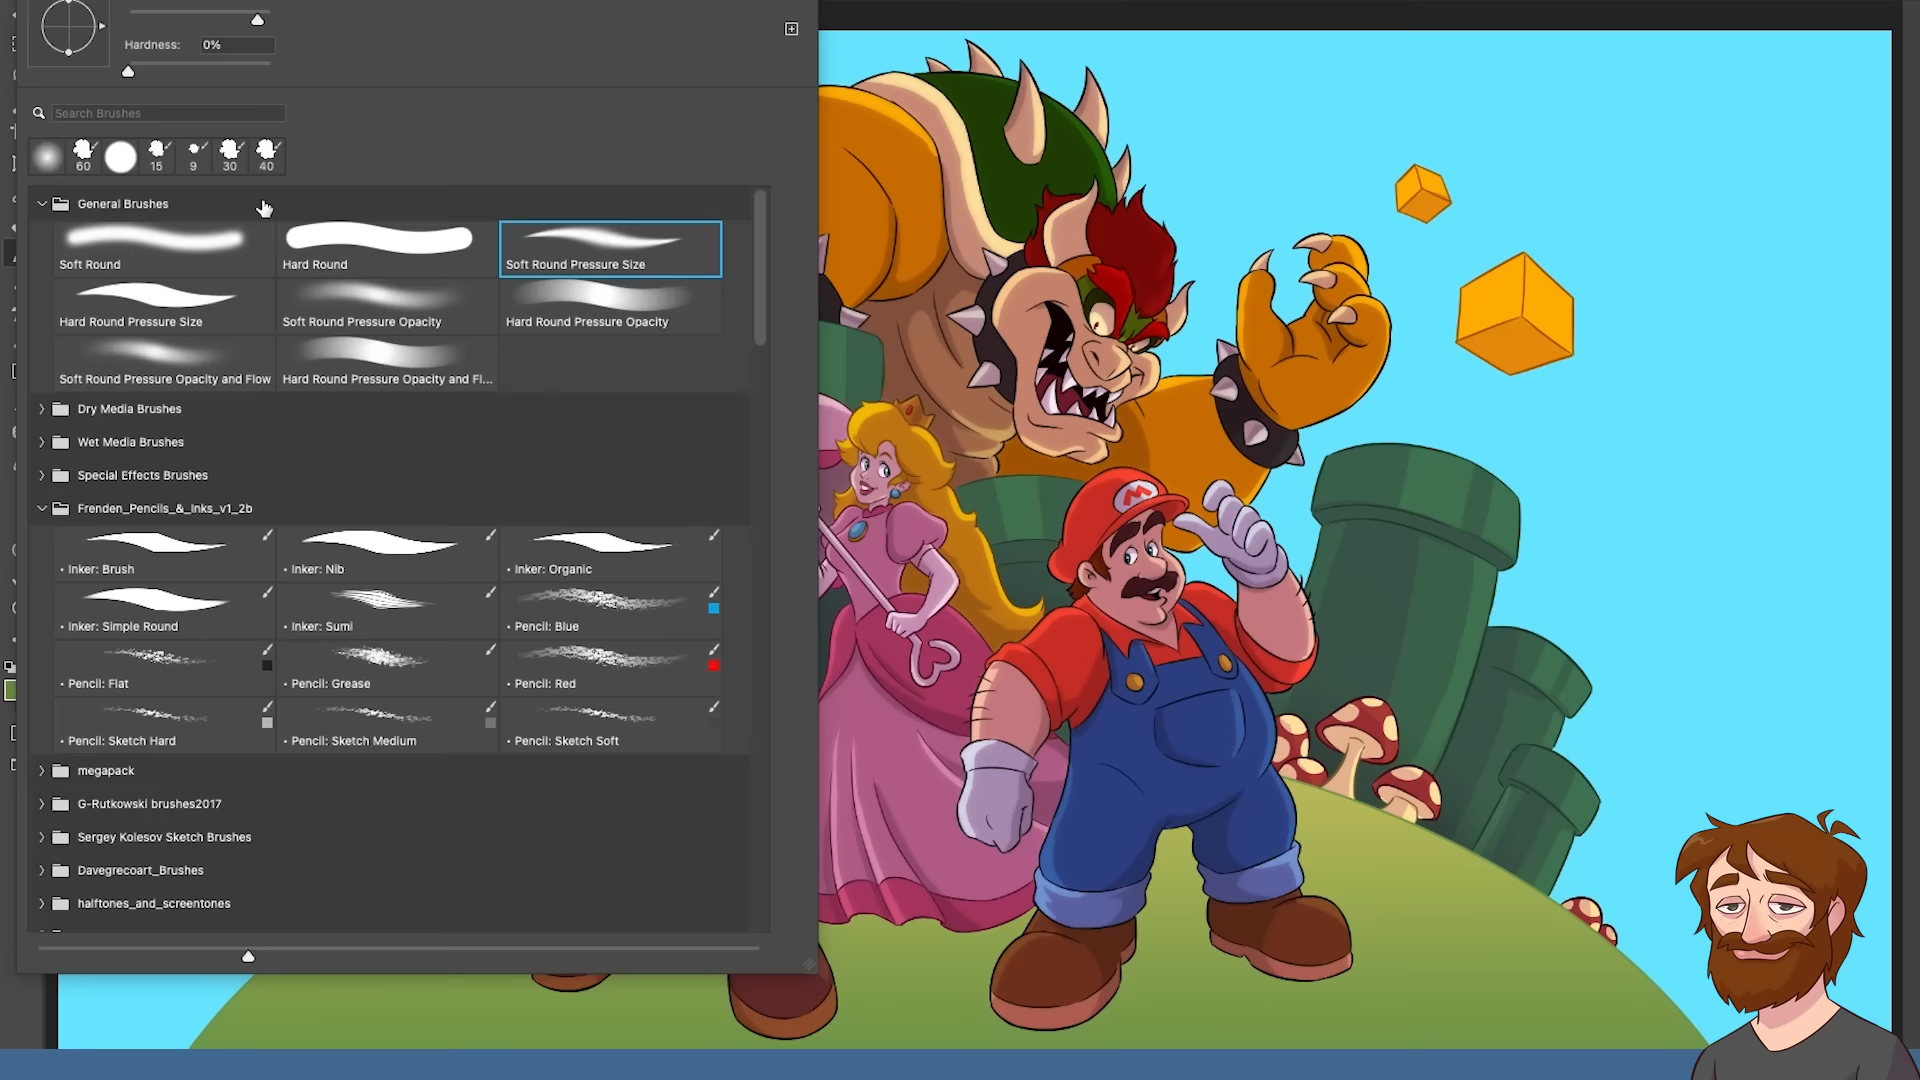 Hardness: 0%
Search Brushes
60 15 9 30 40
General Brushes
Soft Round Hard Round Soft Round Pressure Size
Hard Round Pressure Size Soft Round Pressure Opacity Hard Round Pressure Opacity
Soft Round Pressure Opacity and Flow Hard Round Pressure Opacity and Fl...
Dry Media Brushes
Wet Media Brushes
Special Effects Brushes
Frenden_Pencils_&_Inks_v1_2b
• Inker: Brush • Inker: Nib • Inker: Organic
• Inker: Simple Round • Inker: Sumi • Pencil: Blue
• Pencil: Flat • Pencil: Grease • Pencil: Red
• Pencil: Sketch Hard • Pencil: Sketch Medium • Pencil: Sketch Soft
megapack
G-Rutkowski brushes2017
Sergey Kolesov Sketch Brushes
Davegrecoart_Brushes
halftones_and_screentones
M